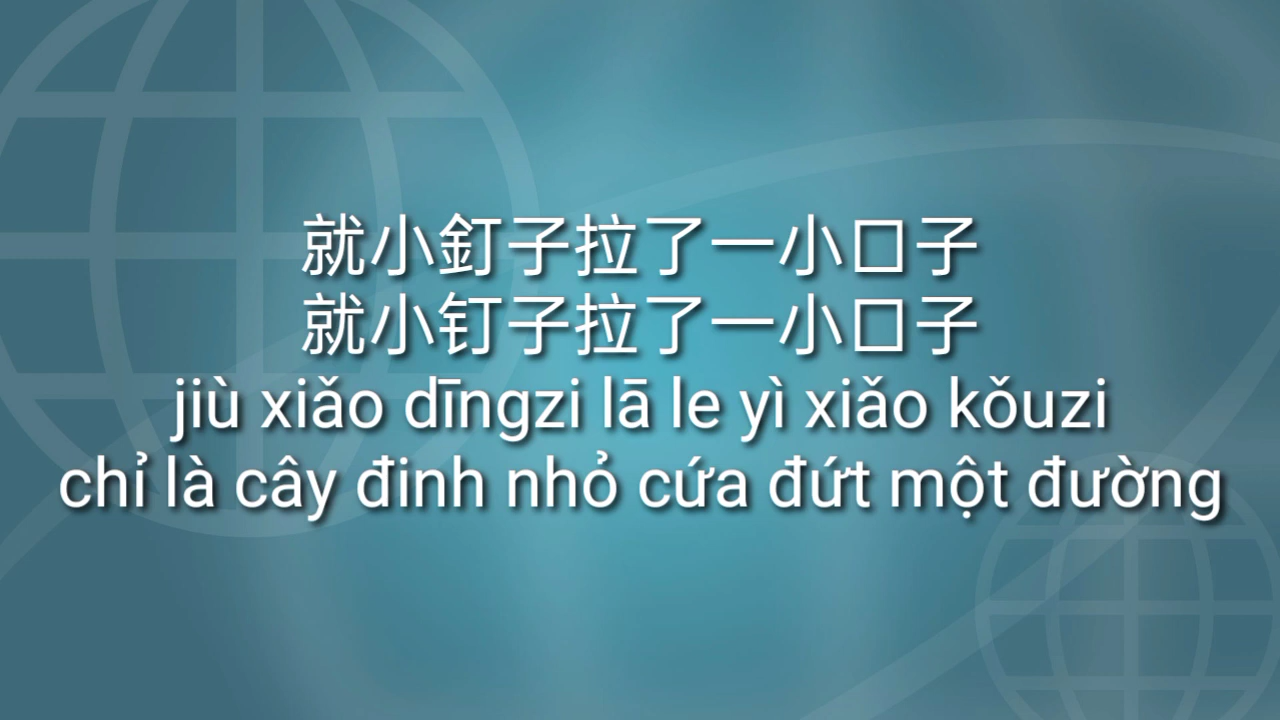 就小釘子拉了一小口子
就小钉子拉了一小口子
jiù xiǎo dīngzi lā le yì xiǎo kǒuzi
chỉ là cây đinh nhỏ cứa đứt một đường